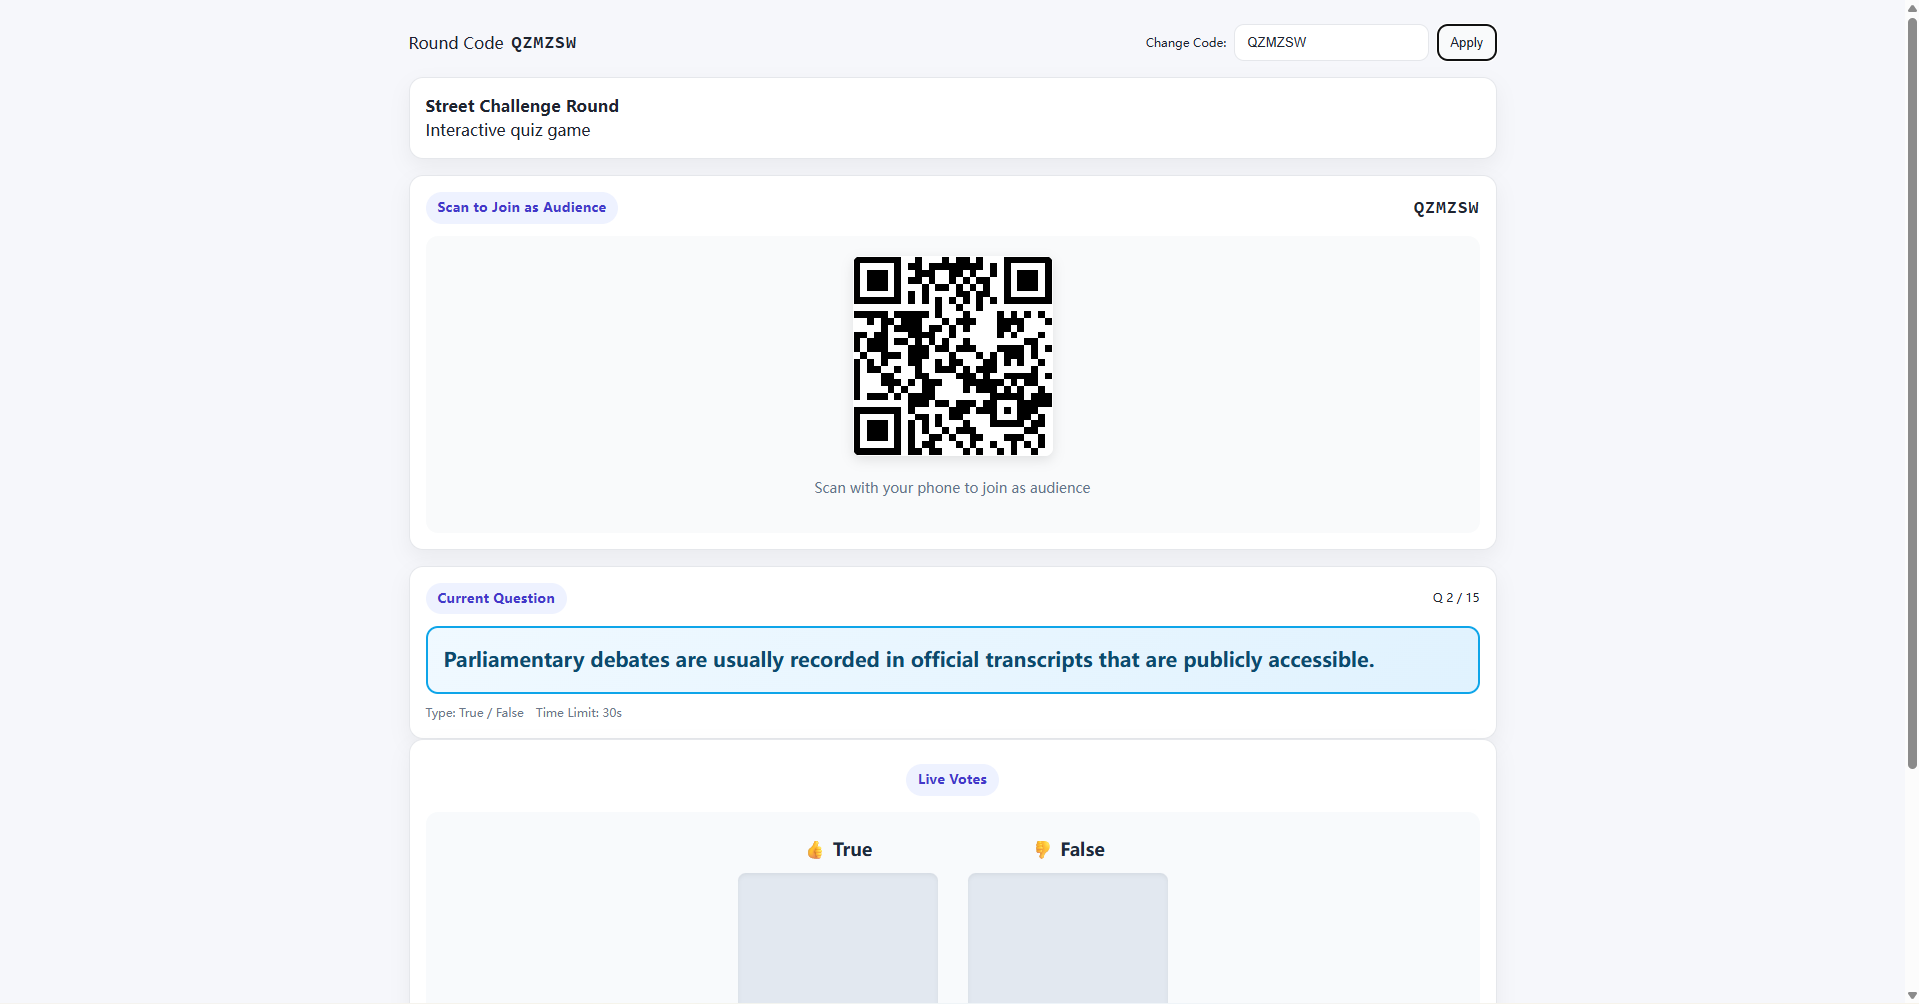 Round Code QZMZSW
Change Code: QZMZSW Apply
Street Challenge Round
Interactive quiz game
Scan to Join as Audience
QZMZSW
Scan with your phone to join as audience
Current Question
Q 2 / 15
Parliamentary debates are usually recorded in official transcripts that are publicly accessible.
Type: True / False Time Limit: 30s
Live Votes
👍 True
👎 False